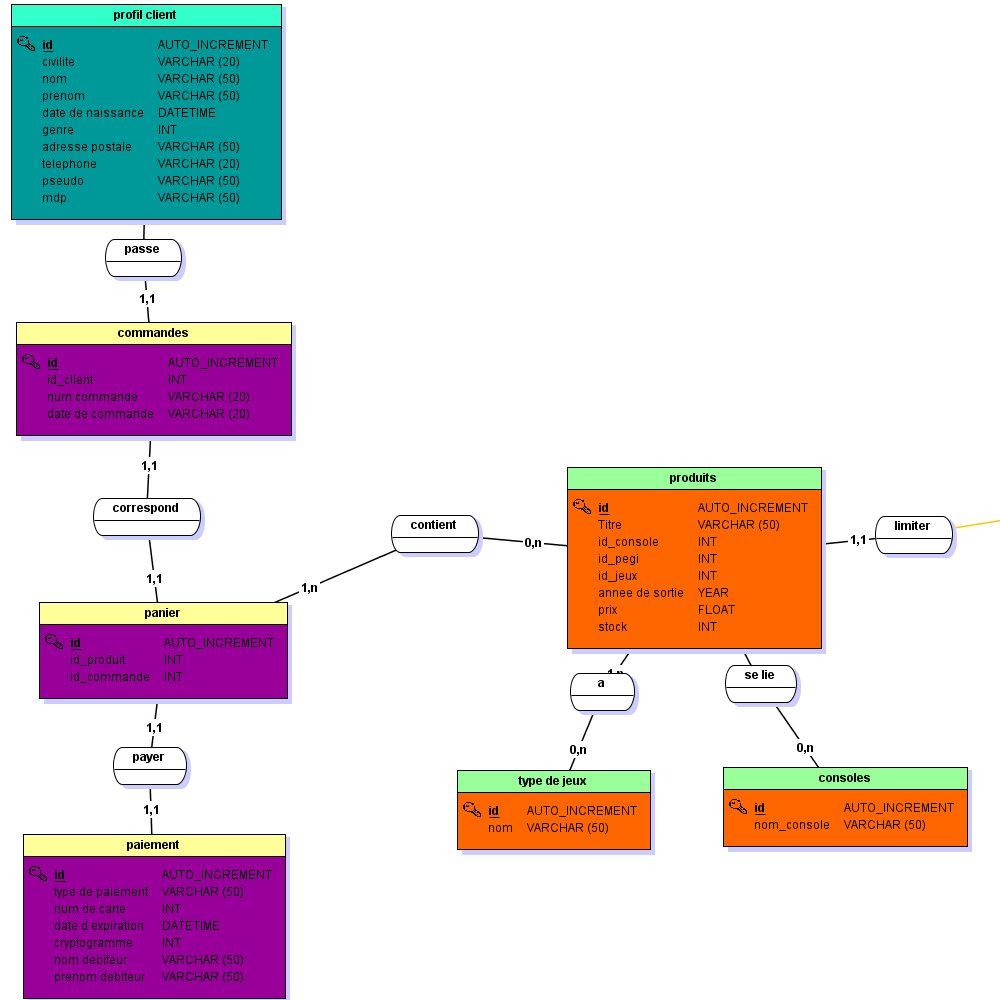 profil client
id AUTO_INCREMENT
civilite VARCHAR (20)
nom VARCHAR (50)
prenom VARCHAR (50)
date de naissance DATETIME
genre INT
adresse postale VARCHAR (50)
telephone VARCHAR (20)
pseudo VARCHAR (50)
mdp VARCHAR (50)
passe
1,1
commandes
id AUTO_INCREMENT
id_client INT
num commande VARCHAR (20)
date de commande VARCHAR (20)
1,1
correspond
1,1
panier
id AUTO_INCREMENT
id_produit INT
id_commande INT
1,n
contient
0,n
produits
id AUTO_INCREMENT
Titre VARCHAR (50)
id_console INT
id_pegi INT
id_jeux INT
annee de sortie YEAR
prix FLOAT
stock INT
1,1
limiter
1,n
a
0,n
type de jeux
id AUTO_INCREMENT
nom VARCHAR (50)
se lie
0,n
consoles
id AUTO_INCREMENT
nom_console VARCHAR (50)
1,1
payer
1,1
paiement
id AUTO_INCREMENT
type de paiement VARCHAR (50)
num de carte INT
date d expiration DATETIME
cryptogramme INT
nom debiteur VARCHAR (50)
prenom debiteur VARCHAR (50)